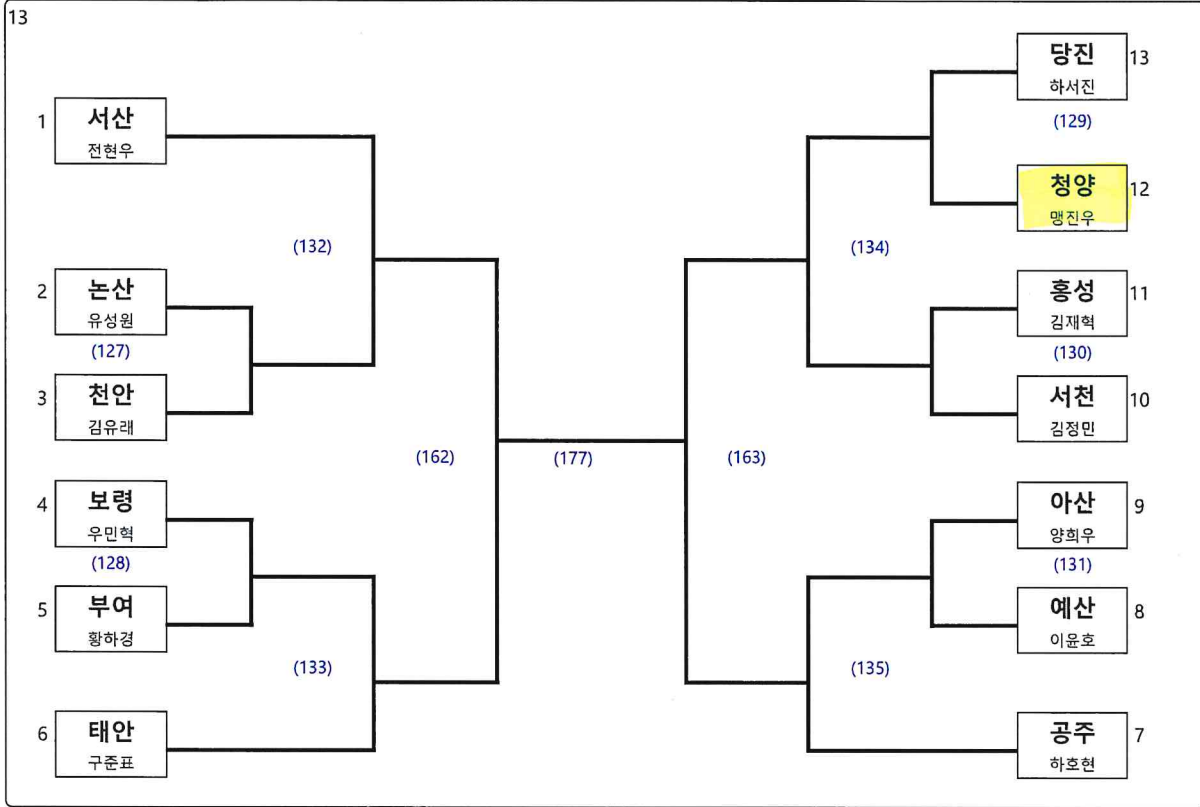 13
1
서산
전현우
(132)
2
논산
유성원
(127)
3
천안
김유래
(162)
4
보령
우민혁
(128)
5
부여
황하경
(133)
6
태안
구준표
(177)
당진
13
하서진
(129)
청양
12
맹진우
(134)
홍성
11
김재혁
(130)
서천
10
김정민
(163)
아산
9
양희우
(131)
예산
8
이윤호
(135)
공주
7
하호현